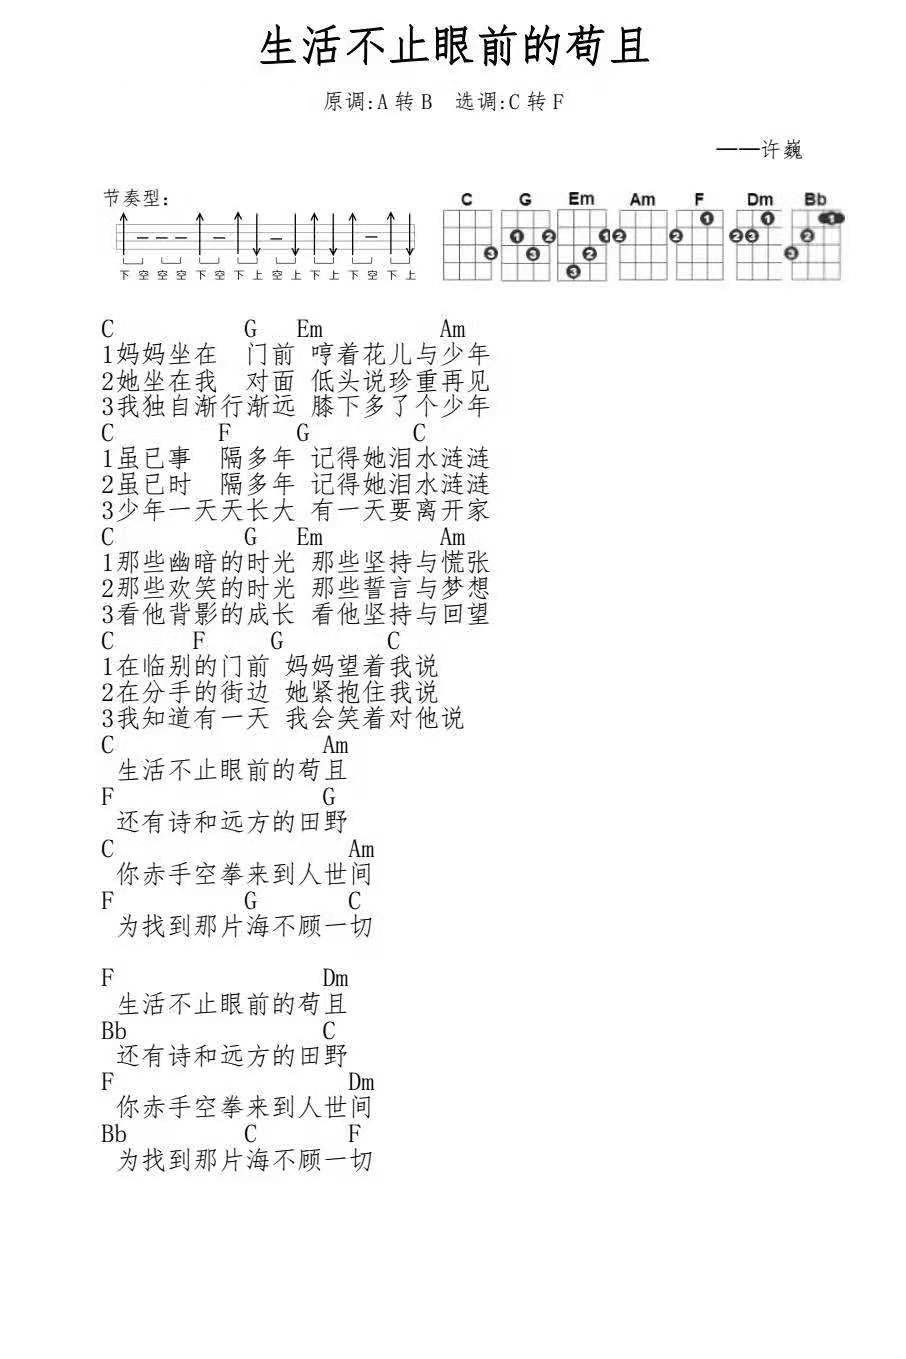 生活不止眼前的苟且
原调:A转B 选调:C转F
——许巍
节奏型:
C G Em Am F Dm Bb
3 1 2 3 1 2 3 2 1 2 1 2 3 1 2 3
下 空 空 空 下 空 下 上 空 上 下 上 下 空 下 上
C G Em Am
1妈妈坐在 门前 哼着花儿与少年
2她坐在我 对面 低头说珍重再见
3我独自渐行渐远 膝下多了个少年
C F G C
1虽已事 隔多年 记得她泪水涟涟
2虽已时 隔多年 记得她泪水涟涟
3少年一天天长大 有一天要离开家
C G Em Am
1那些幽暗的时光 那些坚持与慌张
2那些欢笑的时光 那些誓言与梦想
3看他背影的成长 看他坚持与回望
C F G C
1在临别的门前 妈妈望着我说
2在分手的街边 她紧抱住我说
3我知道有一天 我会笑着对他说
C Am
生活不止眼前的苟且
F G
还有诗和远方的田野
C Am
你赤手空拳来到人世间
F G C
为找到那片海不顾一切
F Dm
生活不止眼前的苟且
Bb C
还有诗和远方的田野
F Dm
你赤手空拳来到人世间
Bb C F
为找到那片海不顾一切